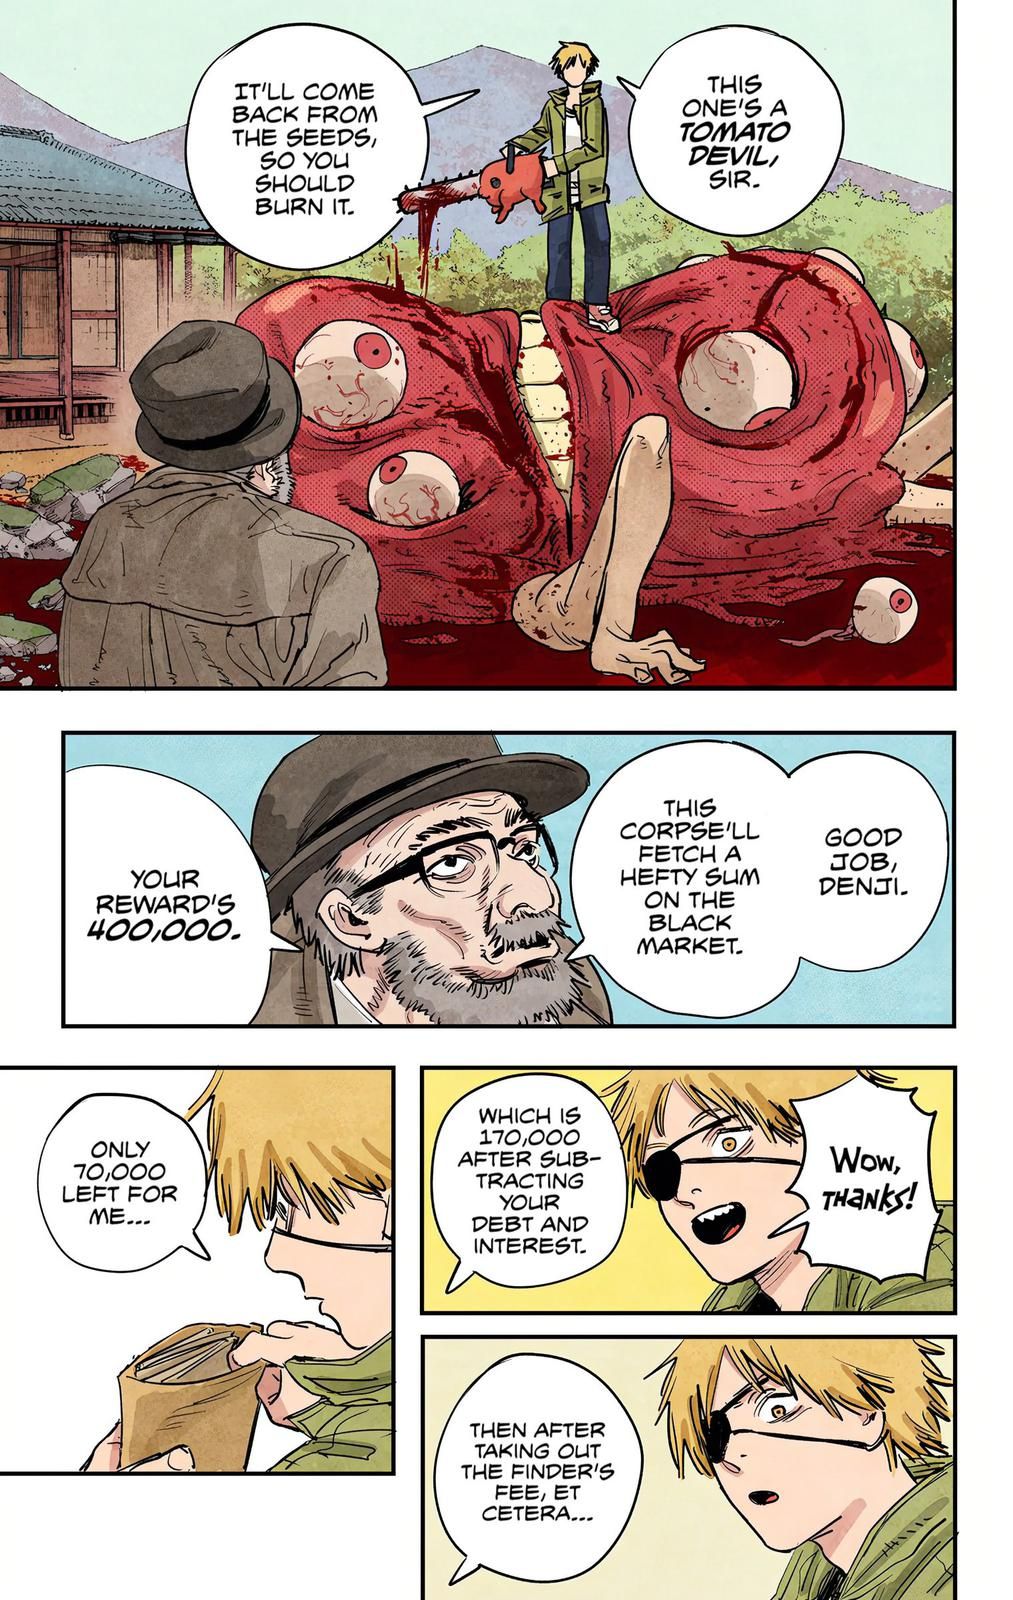 THIS
ONE'S A
TOMATO
DEVIL,
SIR.
IT'LL COME
BACK FROM
THE SEEDS,
SO YOU
SHOULD
BURN IT.
GOOD
JOB,
DENJI.
THIS
CORPSE'LL
FETCH A
HEFTY SUM
ON THE
BLACK
MARKET.
YOUR
REWARD'S
400,000.
WOW,
THANKS!
WHICH IS
170,000
AFTER SUB-
TRACTING
YOUR
DEBT AND
INTEREST.
THEN AFTER
TAKING OUT
THE FINDER'S
FEE, ET
CETERA...
ONLY
70,000
LEFT FOR
ME...